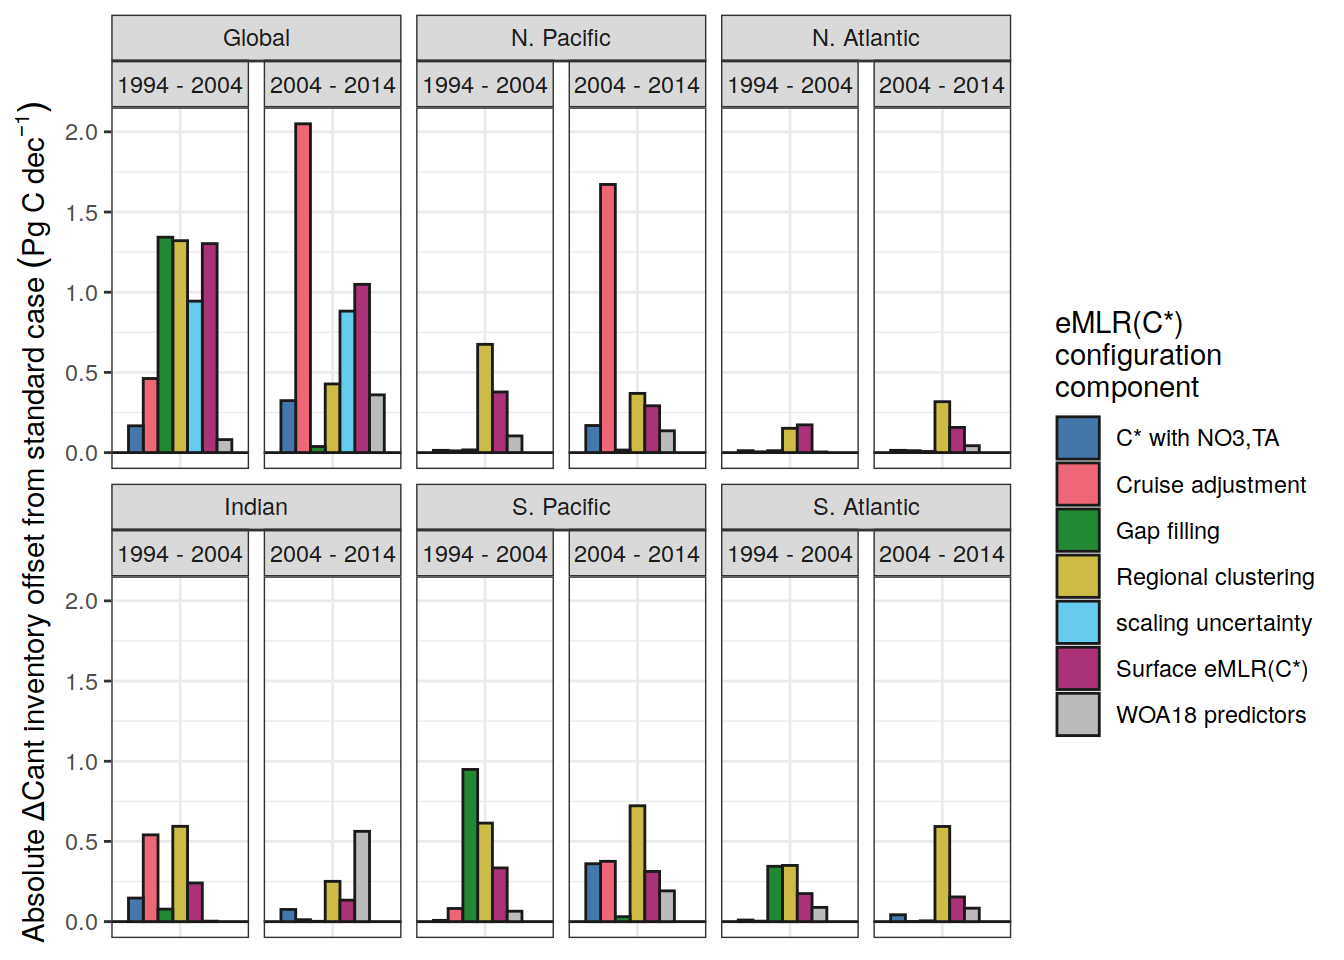 Global
N. Pacific
N. Atlantic
1994 - 2004
2004 - 2014
1994 - 2004
2004 - 2014
1994 - 2004
2004 - 2014
2.0
1.5
1.0
0.5
0.0
Absolute ΔCant inventory offset from standard case (Pg C dec⁻¹)
Indian
S. Pacific
S. Atlantic
1994 - 2004
2004 - 2014
1994 - 2004
2004 - 2014
1994 - 2004
2004 - 2014
2.0
1.5
1.0
0.5
0.0
eMLR(C*)
configuration
component
C* with NO3,TA
Cruise adjustment
Gap filling
Regional clustering
scaling uncertainty
Surface eMLR(C*)
WOA18 predictors